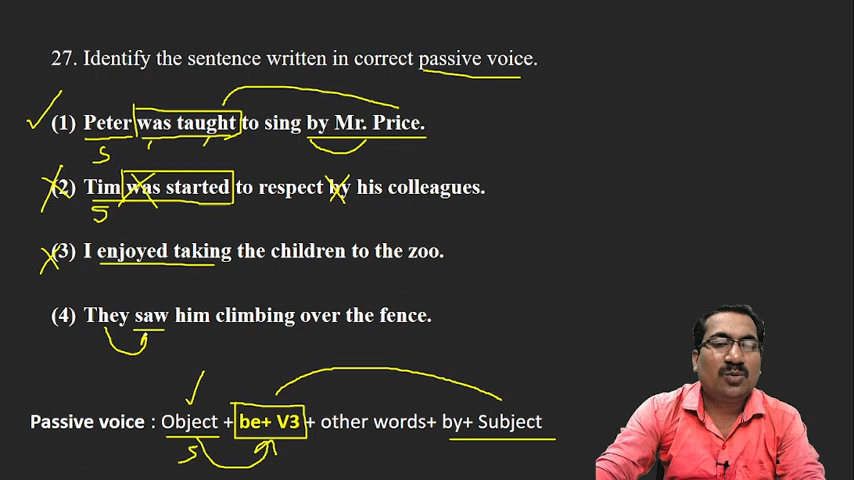 27. Identify the sentence written in correct passive voice.
(1) Peter was taught to sing by Mr. Price.
S
(2) Tim was started to respect by his colleagues.
S
(3) I enjoyed taking the children to the zoo.
(4) They saw him climbing over the fence.
Passive voice : Object + be+ V3 + other words+ by+ Subject
S